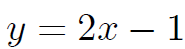 y = 2x − 1